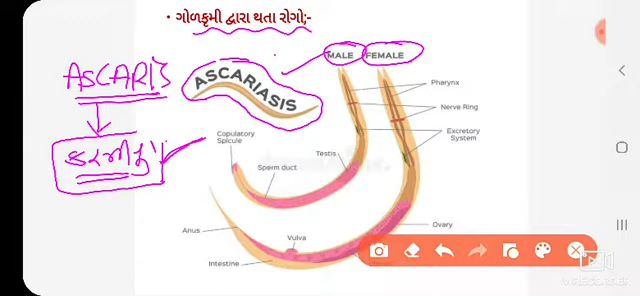 • ગોળકૃમી દ્વારા થતા રોગો;-
MALE FEMALE
ASCARIS
ASCARIASIS
Pharynx
Nerve Ring
Excretory
System
કરમીયું
Copulatory
Spicule
Testis
Sperm duct
Anus
Vulva
Ovary
Intestine
V RECORDER